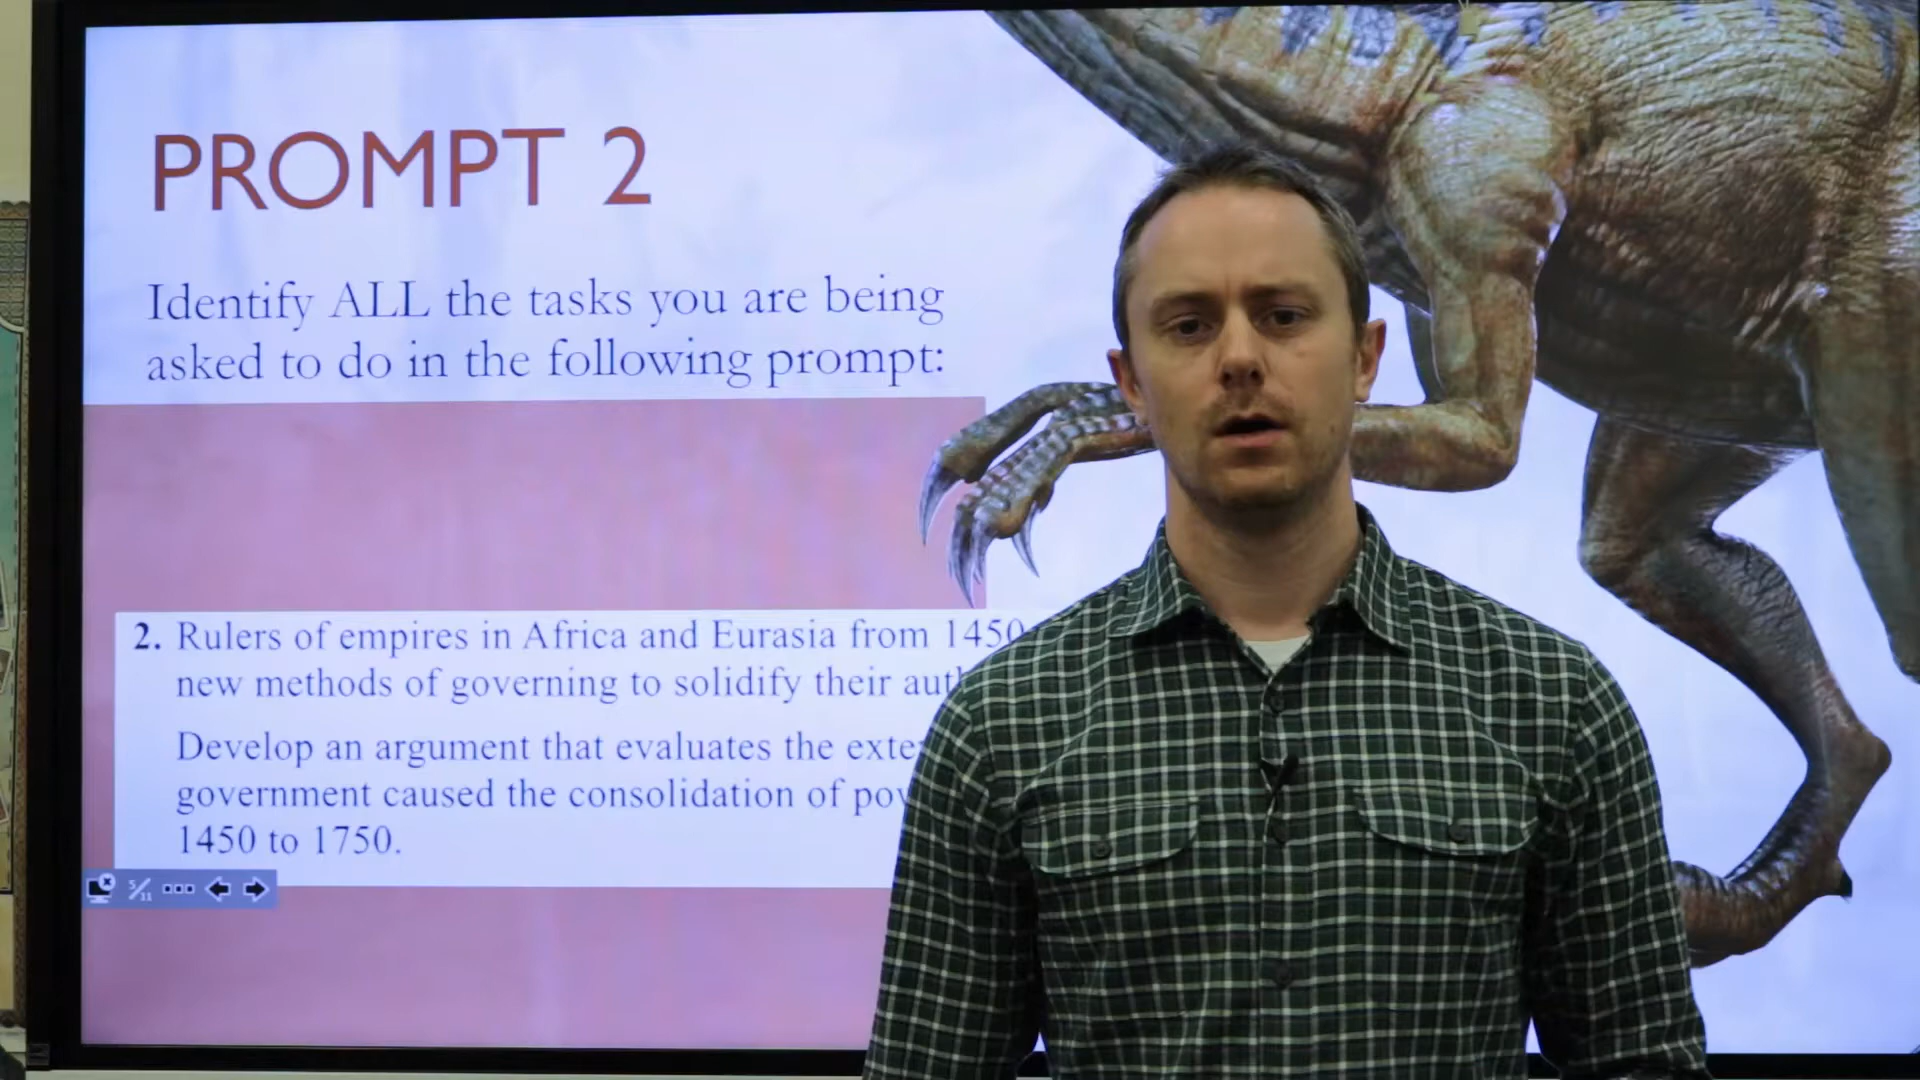 PROMPT 2
Identify ALL the tasks you are being
asked to do in the following prompt:
2. Rulers of empires in Africa and Eurasia from 1450
new methods of governing to solidify their
Develop an argument that evaluates the
government caused the consolidation of
1450 to 1750.
5/11